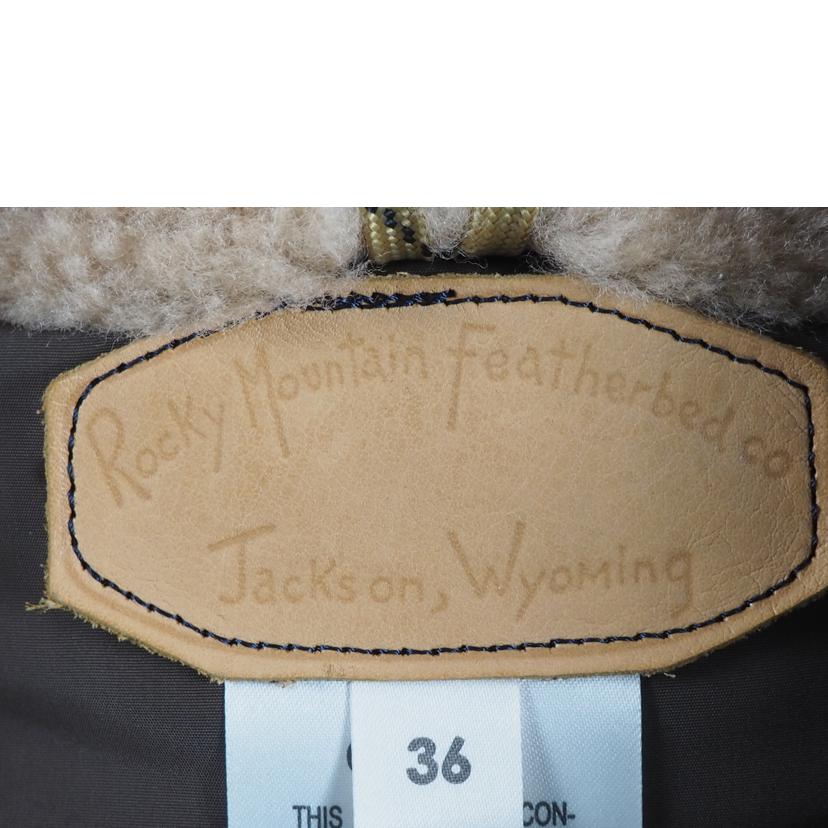 Rocky Mountain Featherbed co
Jackson, Wyoming
36
THIS CON-